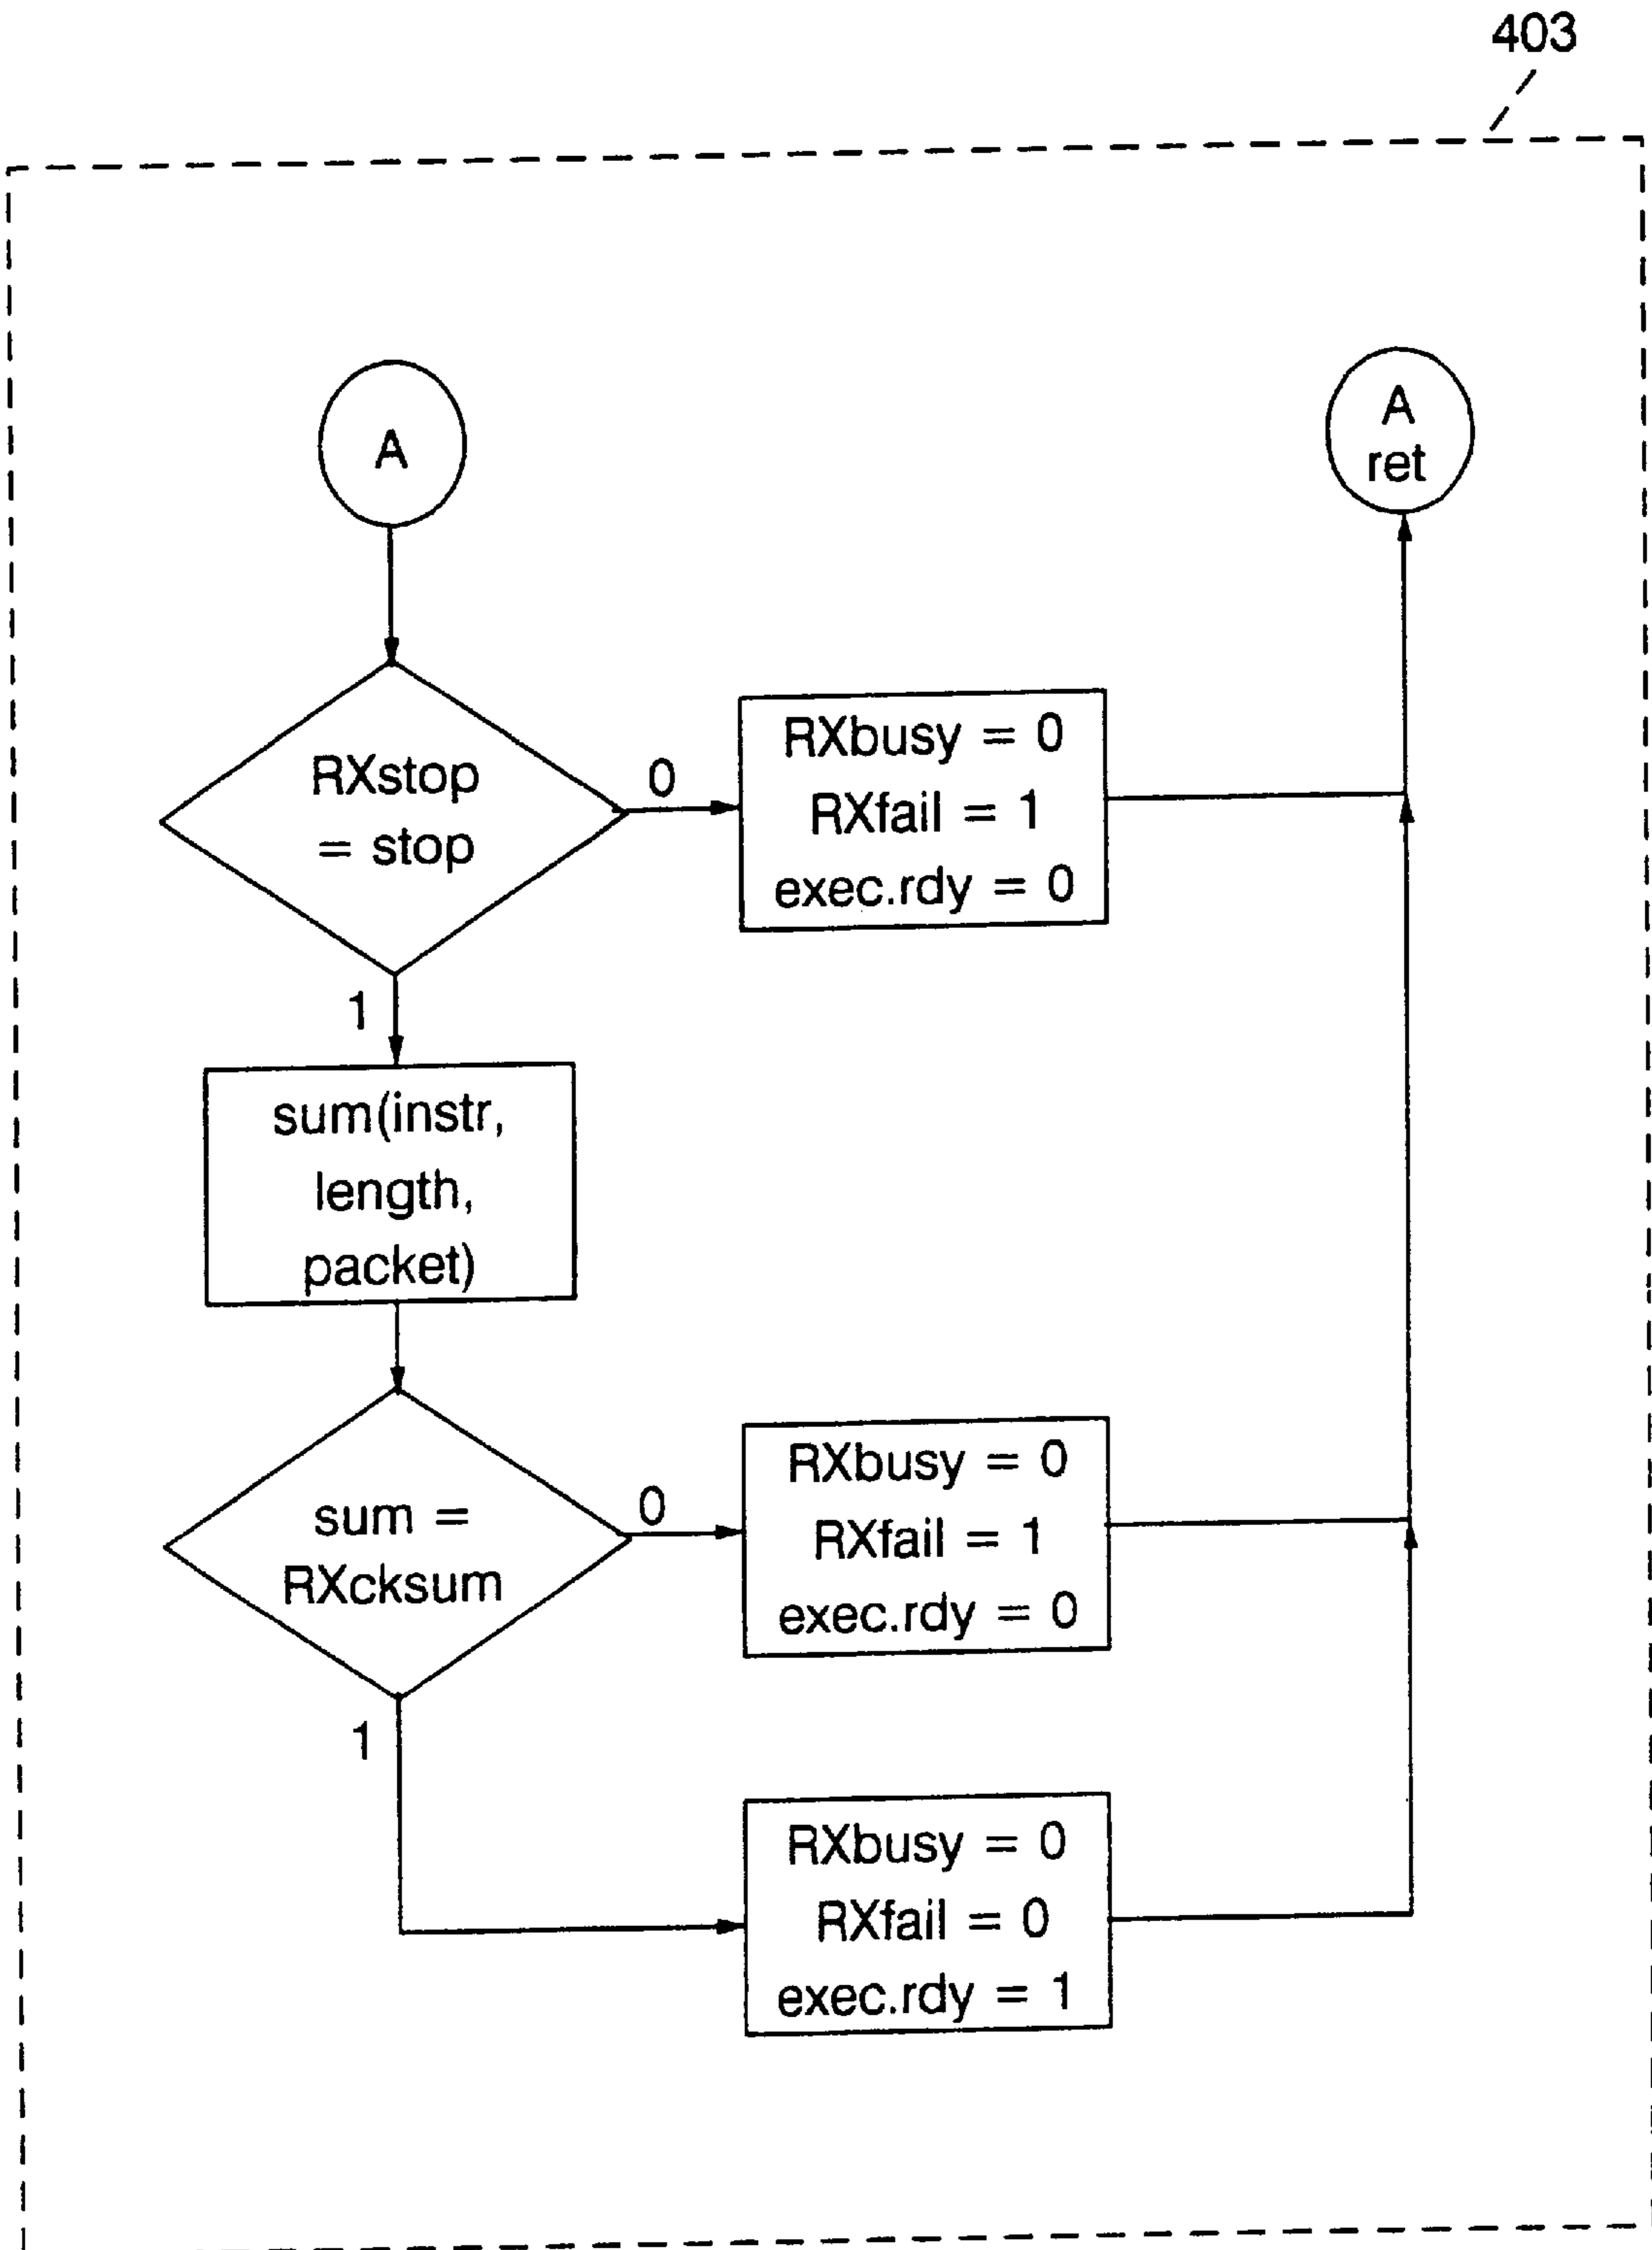 403
A
A
ret
RXstop
= stop
0
RXbusy = 0
RXfail = 1
exec.rdy = 0
1
sum(instr,
length,
packet)
sum =
RXcksum
0
RXbusy = 0
RXfail = 1
exec.rdy = 0
1
RXbusy = 0
RXfail = 0
exec.rdy = 1